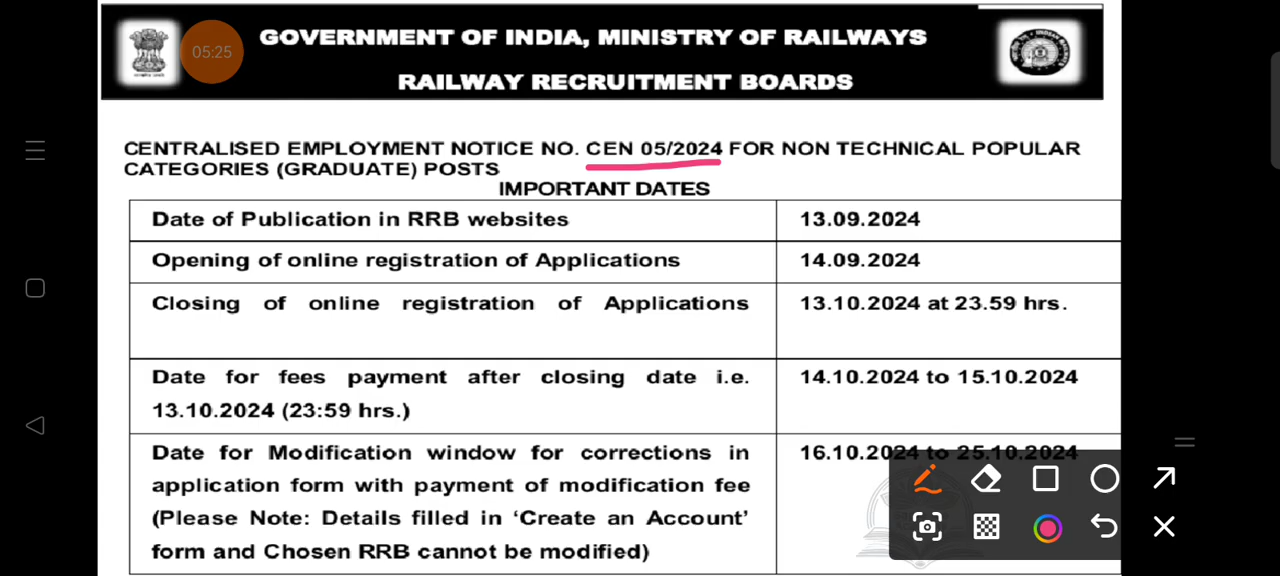 05:25
GOVERNMENT OF INDIA, MINISTRY OF RAILWAYS
RAILWAY RECRUITMENT BOARDS
CENTRALISED EMPLOYMENT NOTICE NO. CEN 05/2024 FOR NON TECHNICAL POPULAR
CATEGORIES (GRADUATE) POSTS
IMPORTANT DATES
Date of Publication in RRB websites 13.09.2024
Opening of online registration of Applications 14.09.2024
Closing of online registration of Applications 13.10.2024 at 23.59 hrs.
Date for fees payment after closing date i.e. 14.10.2024 to 15.10.2024
13.10.2024 (23:59 hrs.)
Date for Modification window for corrections in 16.10.2024 to 25.10.2024
application form with payment of modification fee
(Please Note: Details filled in ‘Create an Account’
form and Chosen RRB cannot be modified)